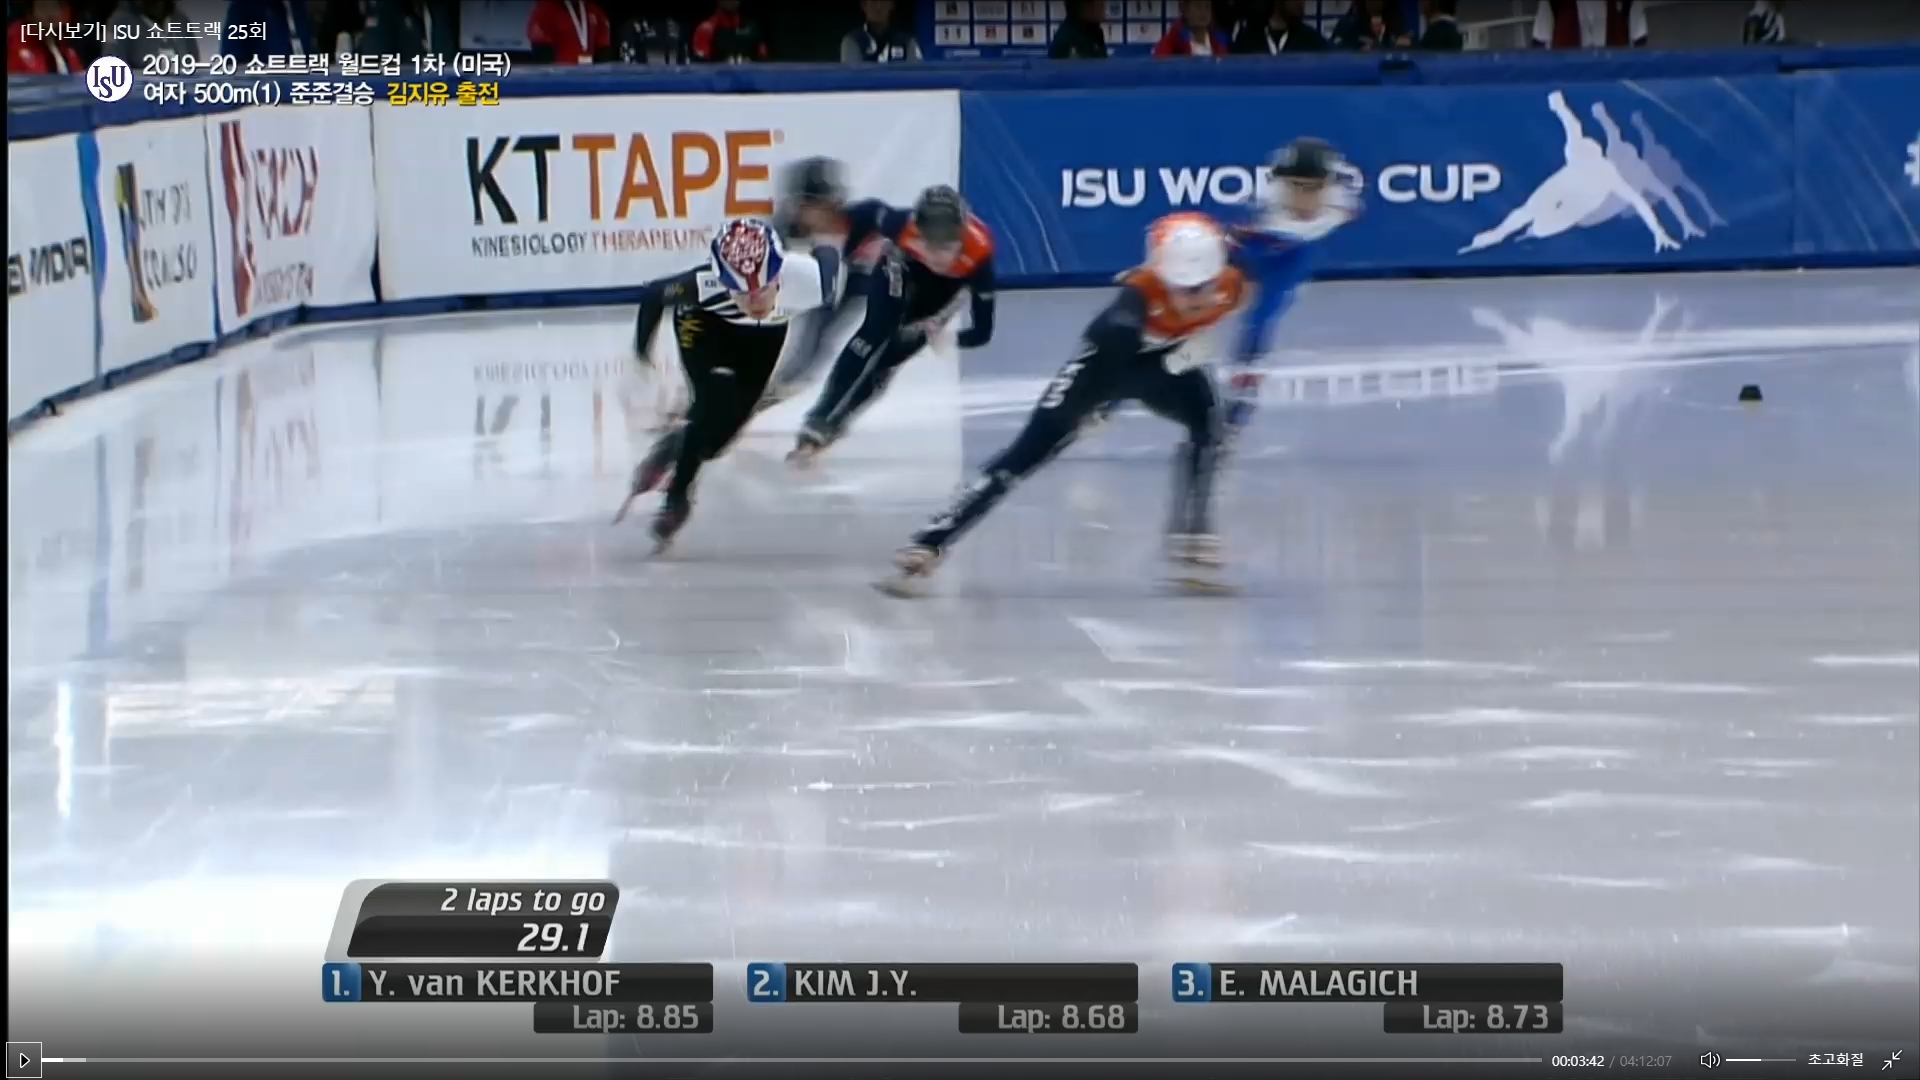 [다시보기] ISU 쇼트트랙 25회
ISU
2019-20 쇼트트랙 월드컵 1차 (미국)
여자 500m(1) 준준결승 김지유 출전
KT TAPE
KINESIOLOGY THERAPEUTIC
ISU WORLD CUP
2 laps to go
29.1
1. Y. van KERKHOF
Lap: 8.85
2. KIM J.Y.
Lap: 8.68
3. E. MALAGICH
Lap: 8.73
00:03:42 / 04:12:07
초고화질